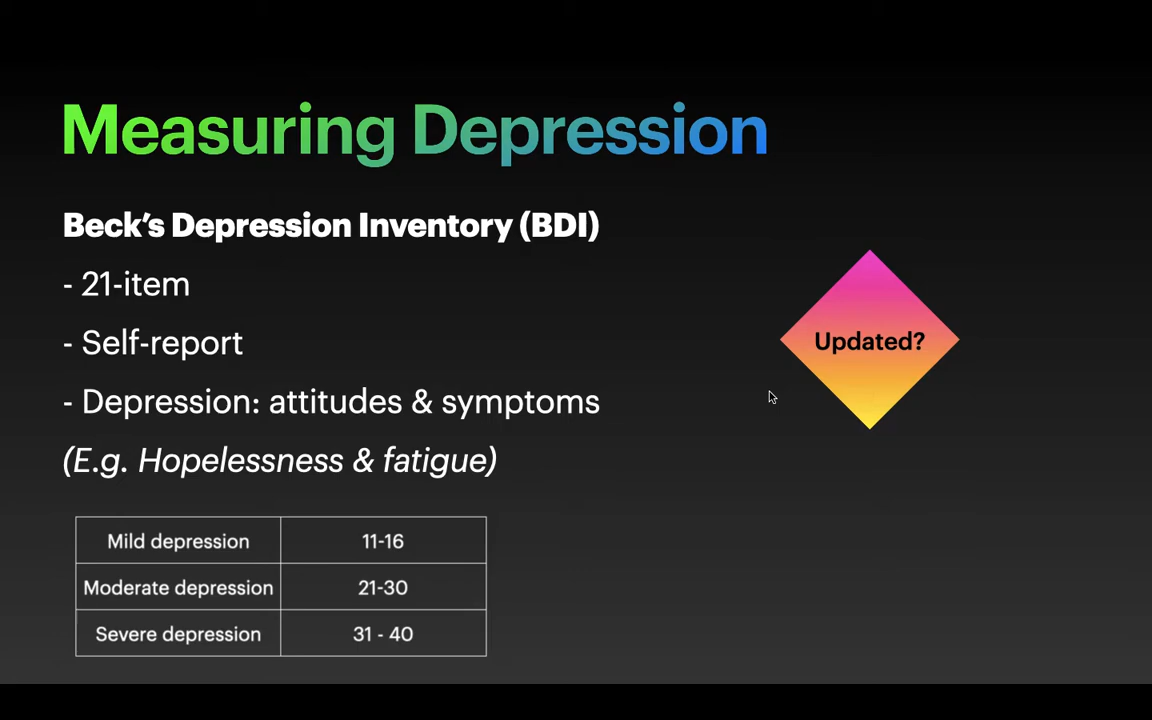 Measuring Depression
Beck's Depression Inventory (BDI)
- 21-item
- Self-report
- Depression: attitudes & symptoms
(E.g. Hopelessness & fatigue)
Updated?
Mild depression 11-16
Moderate depression 21-30
Severe depression 31 - 40